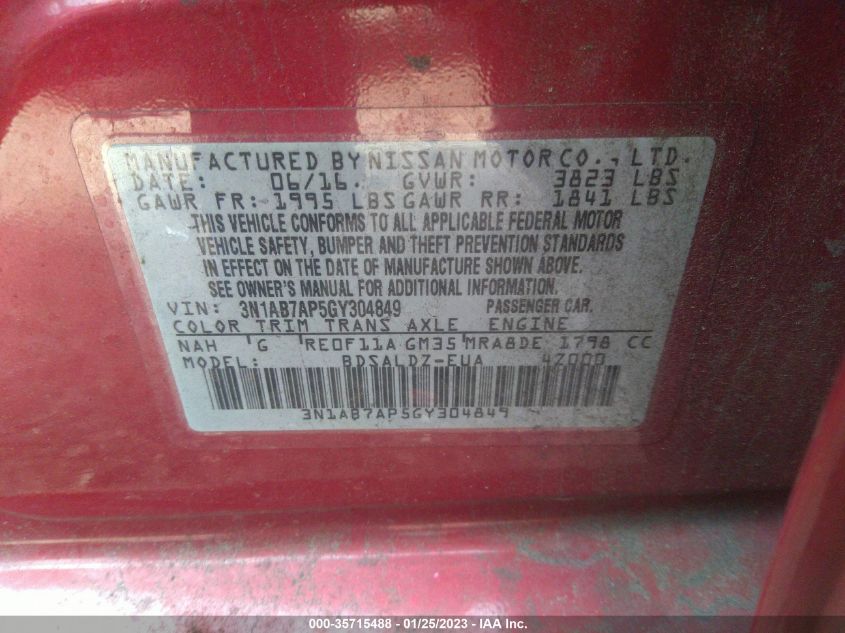 MANUFACTURED BY NISSAN MOTOR CO., LTD.
DATE: 06/16. GVWR: 3823 LBS
GAWR FR: 1995 LBS GAWR RR: 1841 LBS
THIS VEHICLE CONFORMS TO ALL APPLICABLE FEDERAL MOTOR
VEHICLE SAFETY, BUMPER AND THEFT PREVENTION STANDARDS
IN EFFECT ON THE DATE OF MANUFACTURE SHOWN ABOVE.
SEE OWNER'S MANUAL FOR ADDITIONAL INFORMATION.
VIN: 3N1AB7AP5GY304849 PASSENGER CAR.
COLOR TRIM TRANS AXLE ENGINE
NAH G RE0F11A GM35 MRA8DE 1798 CC
MODEL: BDSALDZ-EUA 4Z000
3N1AB7AP5GY304849
000-35715488 - 01/25/2023 - IAA Inc.